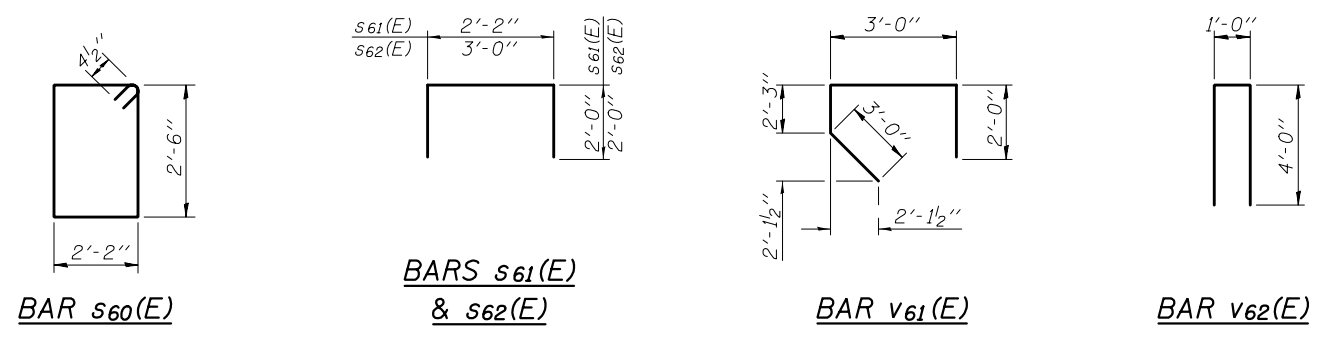 4½"
2'-6"
2'-2"
BAR s60(E)
s61(E) 2'-2"
s62(E) 3'-0"
s61(E)
s62(E)
2'-0"
2'-0"
BARS s61(E)
& s62(E)
3'-0"
2'-3"
3'-0"
2'-0"
2'-1½"
2'-1½"
BAR v61(E)
1'-0"
4'-0"
BAR v62(E)